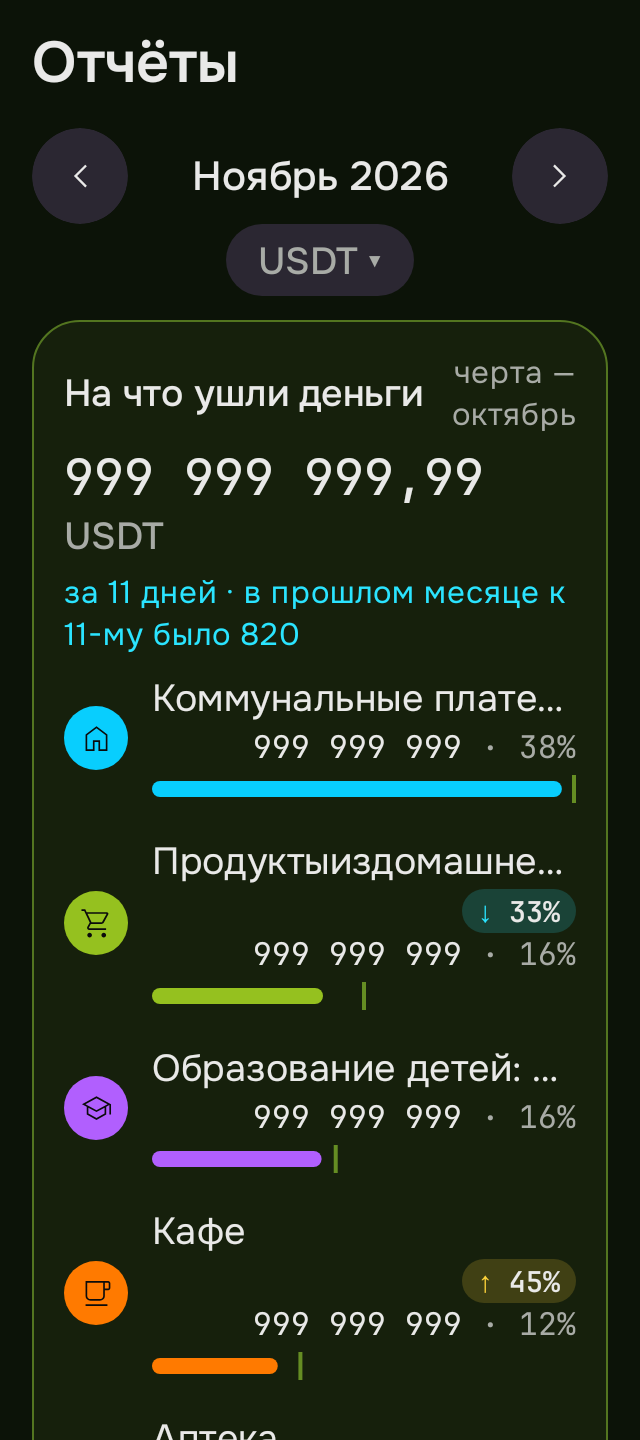 Отчёты
Ноябрь 2026
USDT ▾
На что ушли деньги
черта —
октябрь
999 999 999,99
USDT
за 11 дней · в прошлом месяце к
11-му было 820
Коммунальные плате...
999 999 999 · 38%
Продуктыиздомашне...
↓ 33%
999 999 999 · 16%
Образование детей: ...
999 999 999 · 16%
Кафе
↑ 45%
999 999 999 · 12%
Аптека